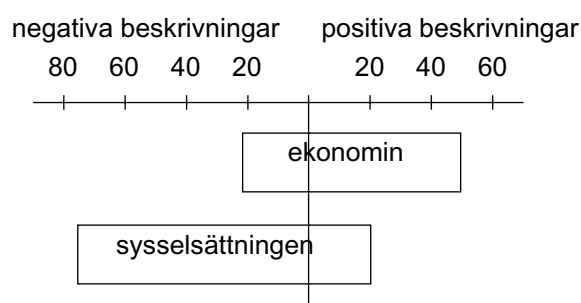 negativa beskrivningar positiva beskrivningar
80 60 40 20 20 40 60
ekonomin
sysselsättningen